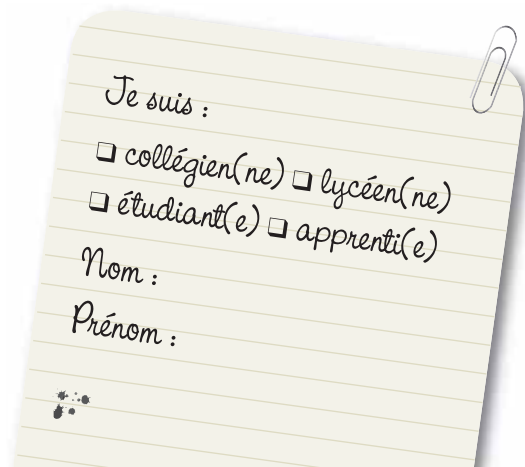 Je suis :
❏ collégien(ne) ❏ lycéen(ne)
❏ étudiant(e) ❏ apprenti(e)
Nom :
Prénom :